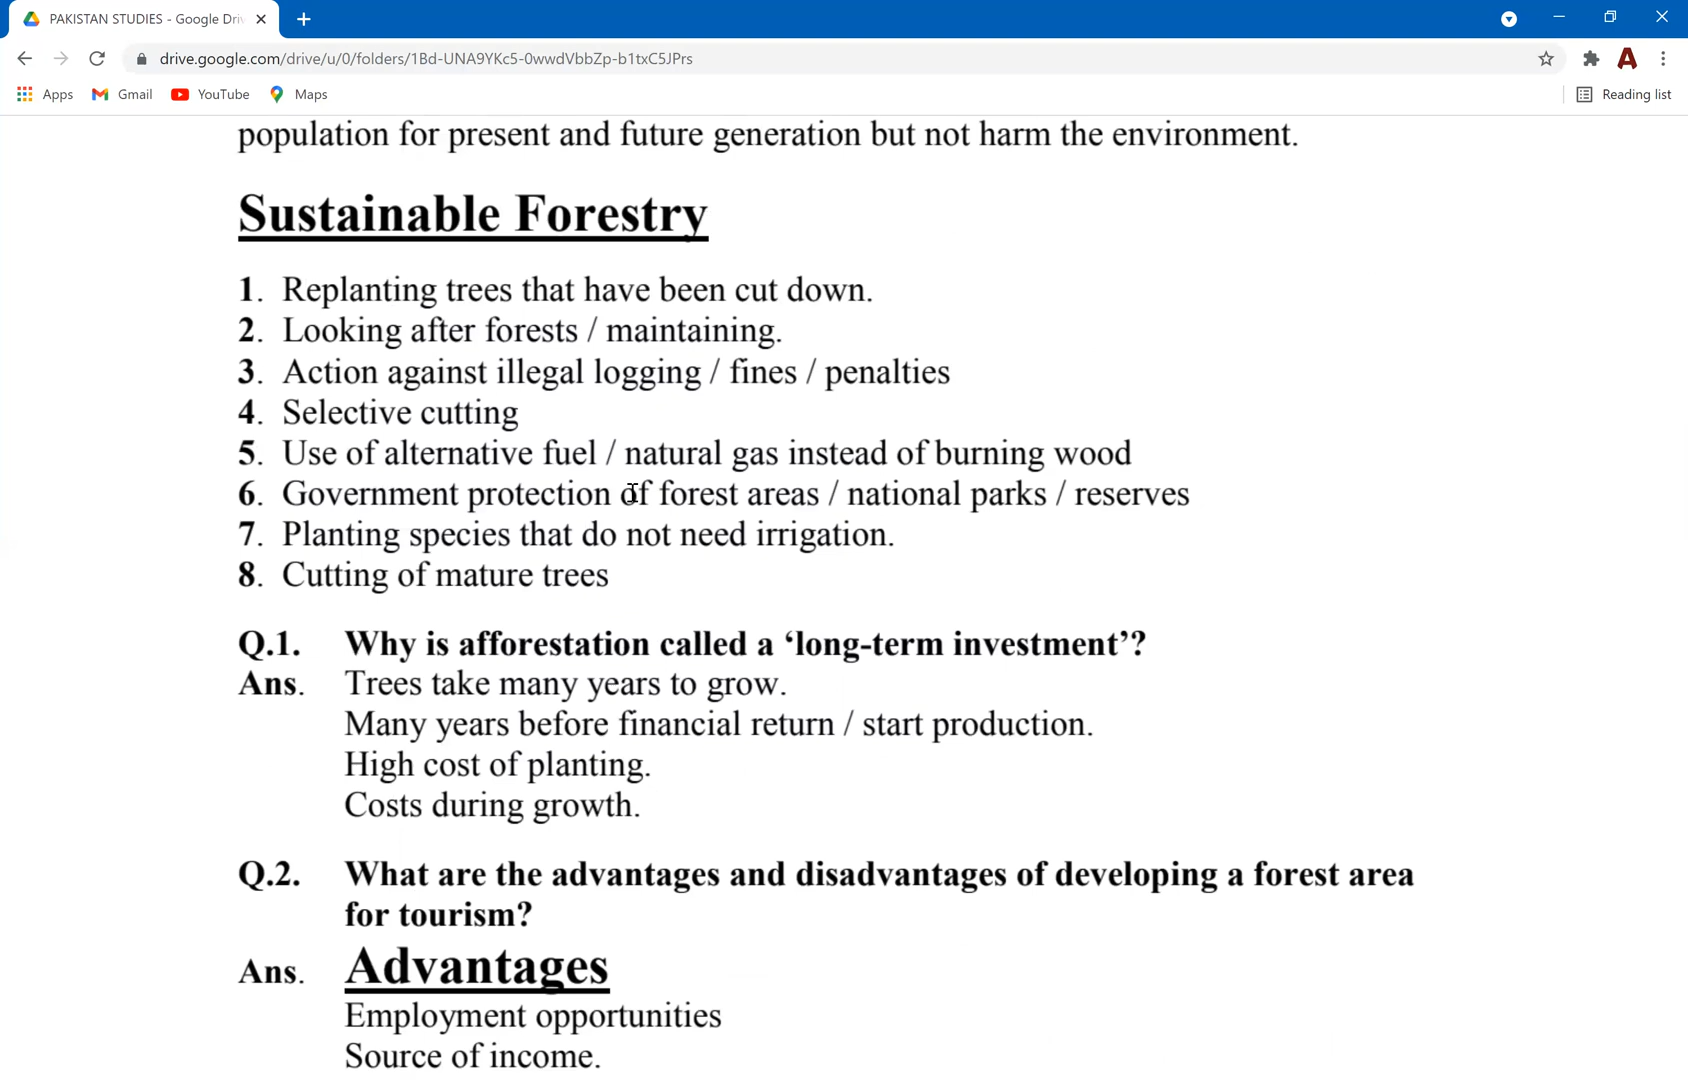 PAKISTAN STUDIES - Google Driv
drive.google.com/drive/u/0/folders/1Bd-UNA9YKc5-0wwdVbbZp-b1txC5JPrs
Apps Gmail YouTube Maps Reading list
population for present and future generation but not harm the environment.
Sustainable Forestry
1. Replanting trees that have been cut down.
2. Looking after forests / maintaining.
3. Action against illegal logging / fines / penalties
4. Selective cutting
5. Use of alternative fuel / natural gas instead of burning wood
6. Government protection of forest areas / national parks / reserves
7. Planting species that do not need irrigation.
8. Cutting of mature trees
Q.1. Why is afforestation called a ‘long-term investment’?
Ans. Trees take many years to grow.
Many years before financial return / start production.
High cost of planting.
Costs during growth.
Q.2. What are the advantages and disadvantages of developing a forest area
for tourism?
Ans. Advantages
Employment opportunities
Source of income.